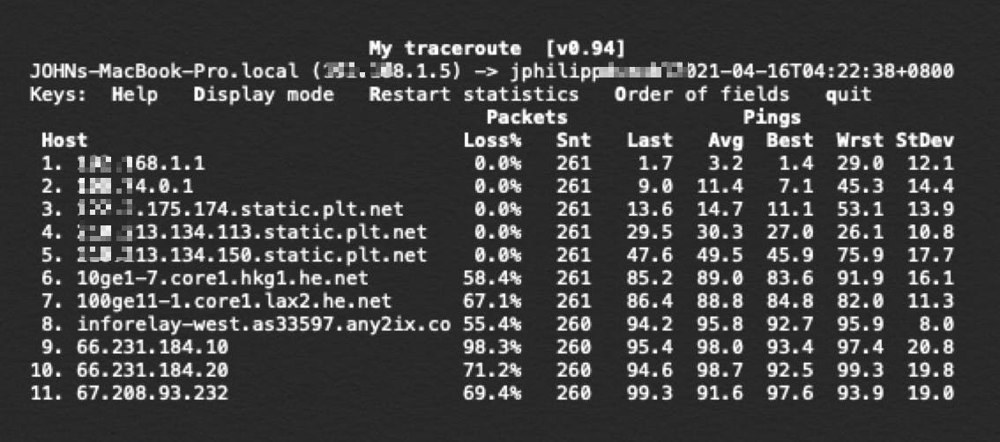 My traceroute [v0.94]
JOHNs-MacBook-Pro.local ( 8.1.5) -> jphilipp 021-04-16T04:22:38+0800
Keys: Help Display mode Restart statistics Order of fields quit
Packets Pings
Host Loss% Snt Last Avg Best Wrst StDev
1. 68.1.1 0.0% 261 1.7 3.2 1.4 29.0 12.1
2. 4.0.1 0.0% 261 9.0 11.4 7.1 45.3 14.4
3. .175.174.static.plt.net 0.0% 261 13.6 14.7 11.1 53.1 13.9
4. 13.134.113.static.plt.net 0.0% 261 29.5 30.3 27.0 26.1 10.8
5. 13.134.150.static.plt.net 0.0% 261 47.6 49.5 45.9 75.9 17.7
6. 10ge1-7.core1.hkg1.he.net 58.4% 261 85.2 89.0 83.6 91.9 16.1
7. 100ge11-1.core1.lax2.he.net 67.1% 261 86.4 88.8 84.8 82.0 11.3
8. inforelay-west.as33597.any2ix.co 55.4% 260 94.2 95.8 92.7 95.9 8.0
9. 66.231.184.10 98.3% 260 95.4 98.0 93.4 97.4 20.8
10. 66.231.184.20 71.2% 260 94.6 98.7 92.5 99.3 19.8
11. 67.208.93.232 69.4% 260 99.3 91.6 97.6 93.9 19.0